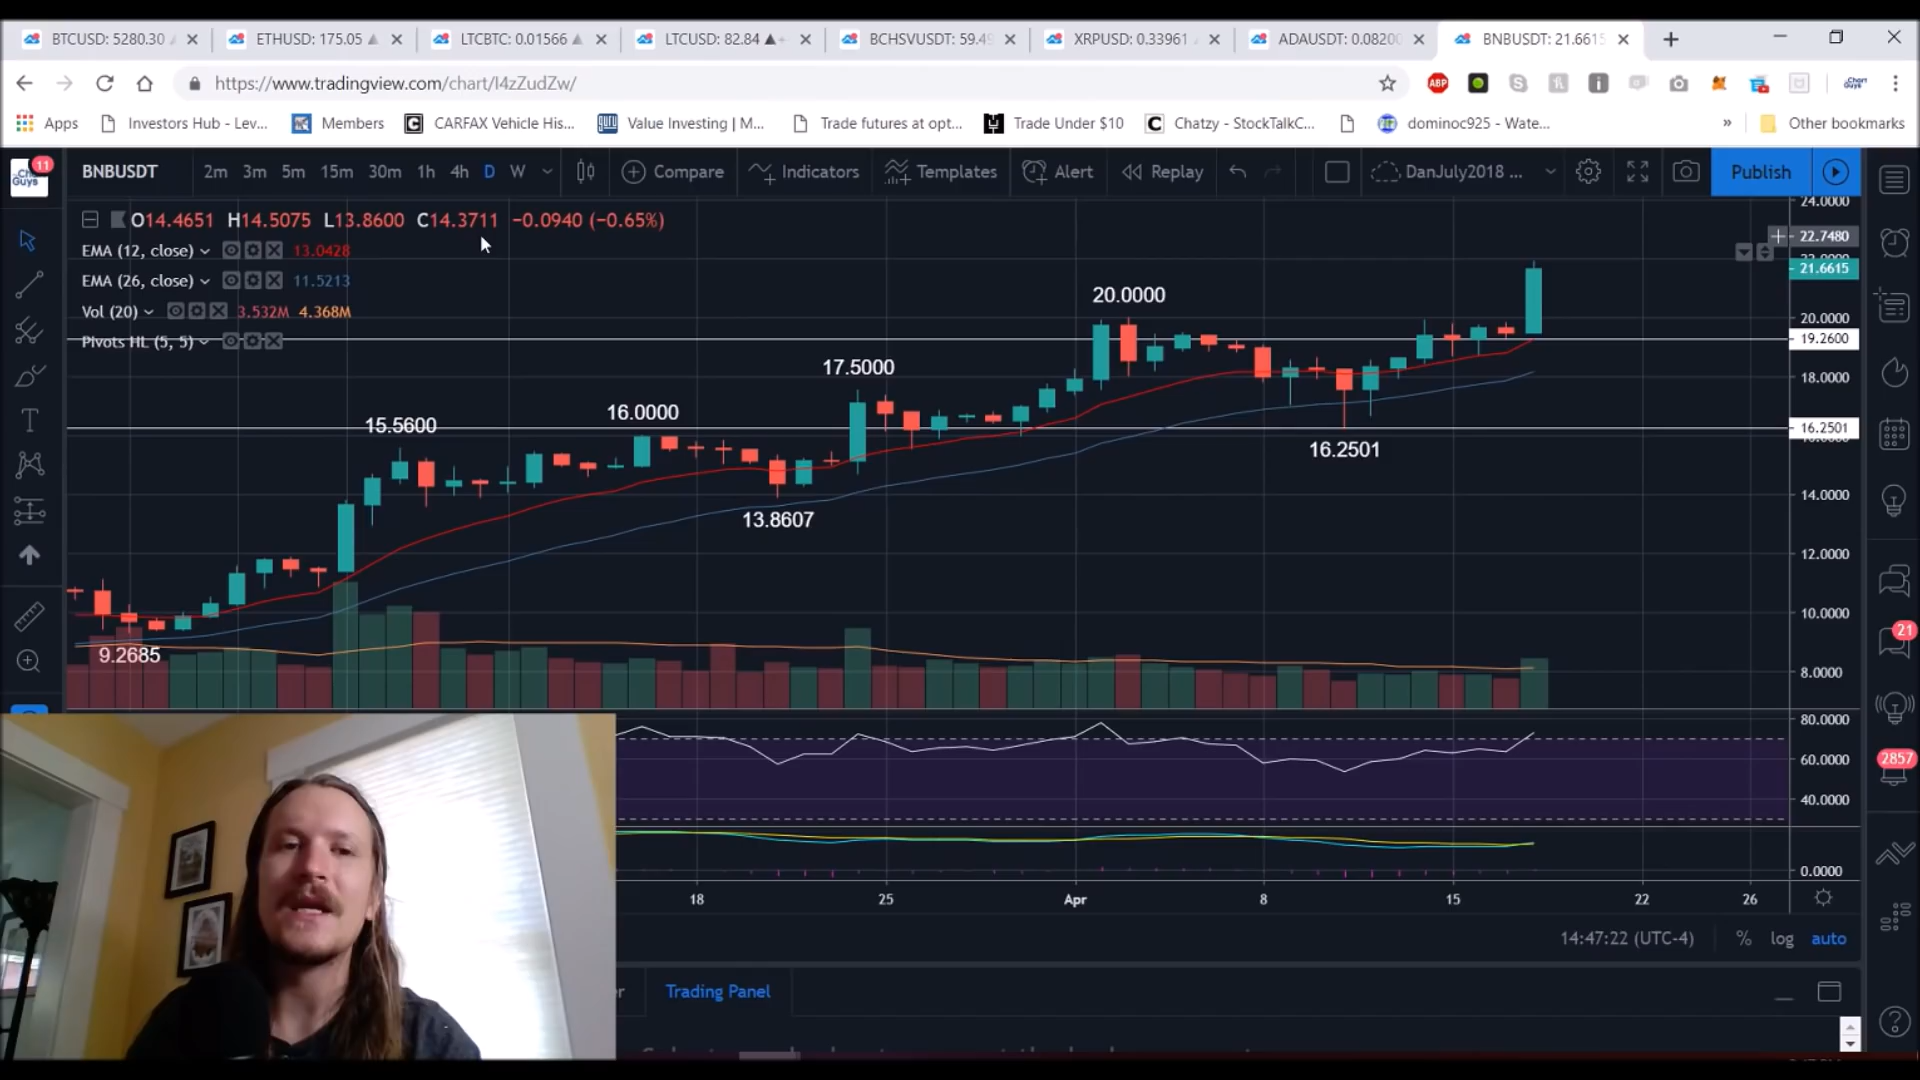 BTCUSD: 5280.30
ETHUSD: 175.05
LTCBTC: 0.01566
LTCUSD: 82.84
BCHSVUSDT: 59.4
XRPUSD: 0.33961
ADAUSDT: 0.0820
BNBUSDT: 21.6615
https://www.tradingview.com/chart/I4zZudZw/
ABP
Apps
Investors Hub - Lev...
Members
CARFAX Vehicle His...
Value Investing | M...
Trade futures at opt...
Trade Under $10
Chatzy - StockTalkC...
dominoc925 - Wate...
»
Other bookmarks
11
Guys
BNBUSDT 2m 3m 5m 15m 30m 1h 4h D W Compare Indicators Templates Alert Replay DanJuly2018 ... Publish
O14.4651 H14.5075 L13.8600 C14.3711 −0.0940 (−0.65%)
EMA (12, close) 13.0428
EMA (26, close) 11.5213
Vol (20) 3.532M 4.368M
Pivots HL (5, 5)
15.5600
16.0000
17.5000
20.0000
13.8607
16.2501
9.2685
24.0000
22.7480
21.6615
20.0000
19.2600
18.0000
16.2501
14.0000
12.0000
10.0000
8.0000
80.0000
60.0000
40.0000
0.0000
18 25 Apr 8 15 22 26
14:47:22 (UTC-4) % log auto
Trading Panel
21
2857